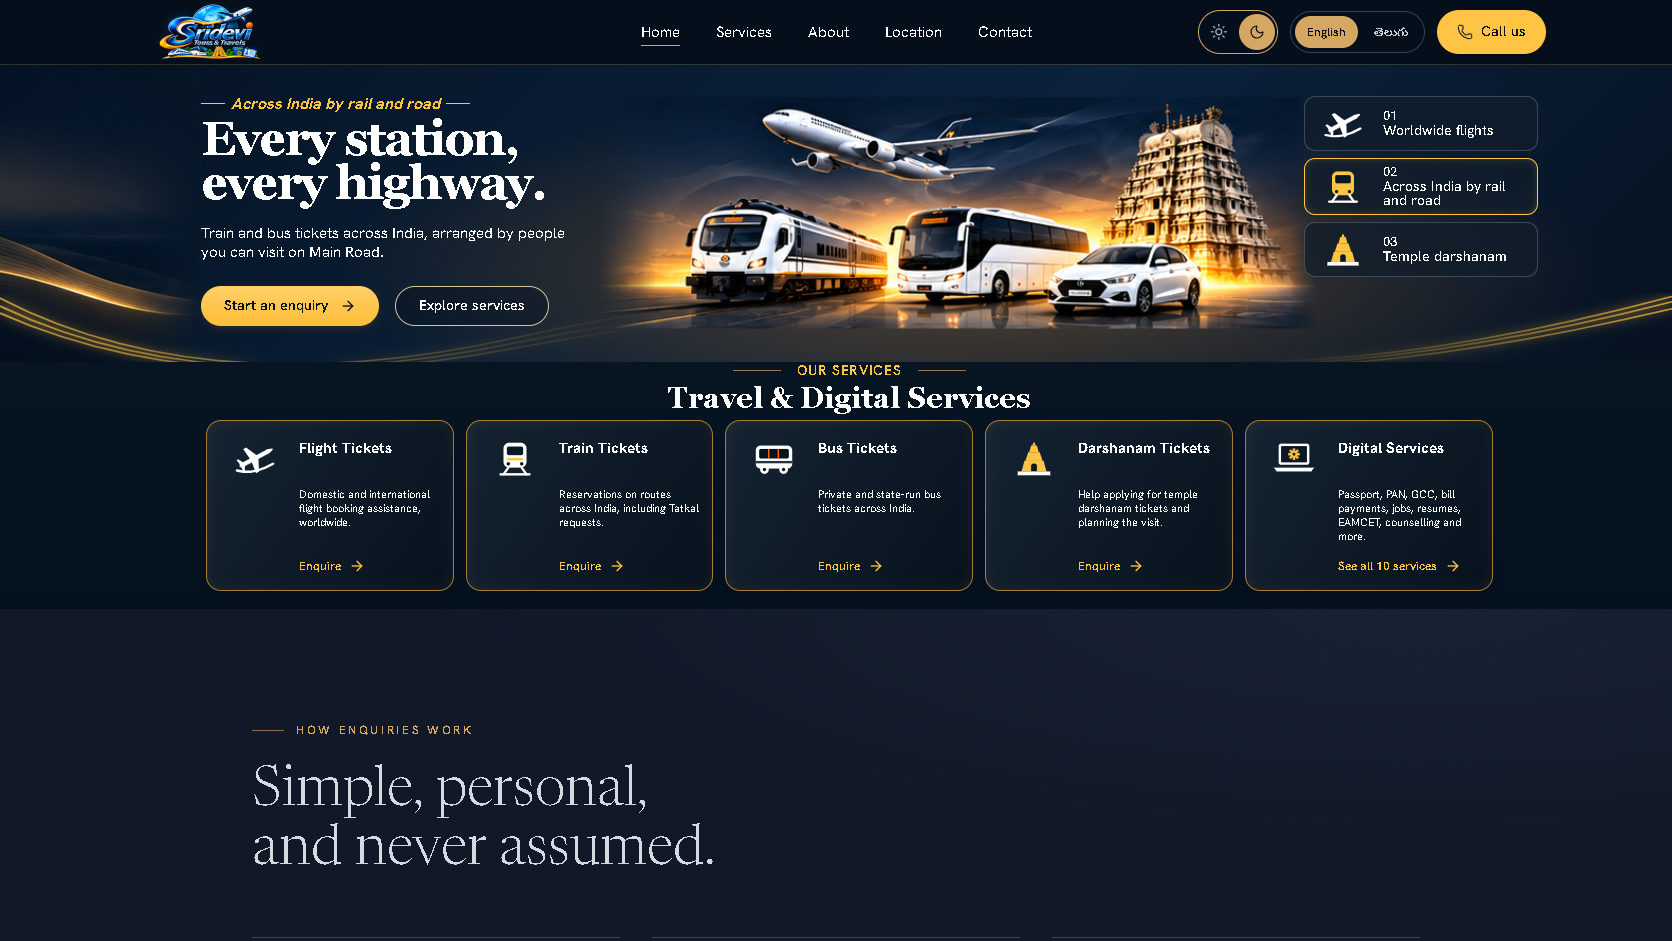 Sridevi
Tours & Travels
Home
Services
About
Location
Contact
English
తెలుగు
Call us
Across India by rail and road
Every station,
every highway.
Train and bus tickets across India, arranged by people
you can visit on Main Road.
Start an enquiry
Explore services
01
Worldwide flights
02
Across India by rail
and road
03
Temple darshanam
OUR SERVICES
Travel & Digital Services
Flight Tickets
Domestic and international
flight booking assistance,
worldwide.
Enquire
Train Tickets
Reservations on routes
across India, including Tatkal
requests.
Enquire
Bus Tickets
Private and state-run bus
tickets across India.
Enquire
Darshanam Tickets
Help applying for temple
darshanam tickets and
planning the visit.
Enquire
Digital Services
Passport, PAN, GCC, bill
payments, jobs, resumes,
EAMCET, counselling and
more.
See all 10 services
HOW ENQUIRIES WORK
Simple, personal,
and never assumed.